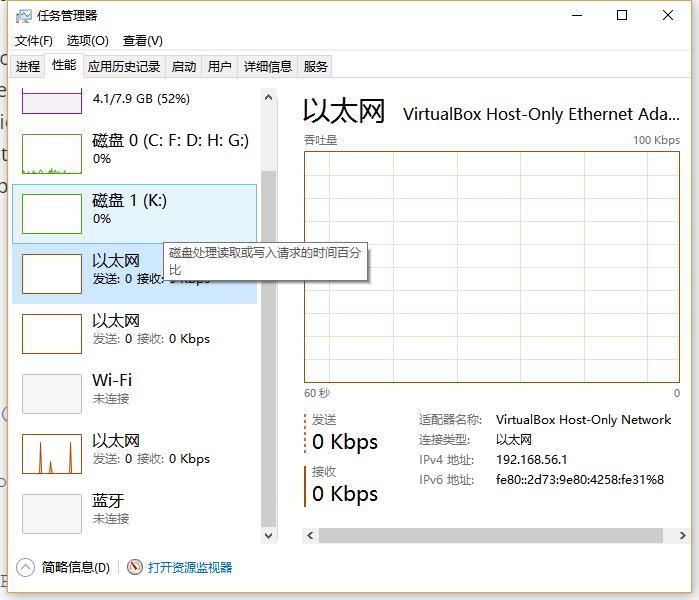 任务管理器
文件(F) 选项(O) 查看(V)
进程 性能 应用历史记录 启动 用户 详细信息 服务
4.1/7.9 GB (52%)
磁盘 0 (C: F: D: H: G:)
0%
磁盘 1 (K:)
0%
磁盘处理读取或写入请求的时间百分
比
以太网
发送: 0 接收: 0 Kbps
以太网
发送: 0 接收: 0 Kbps
Wi-Fi
未连接
以太网
发送: 0 接收: 0 Kbps
蓝牙
未连接
以太网 VirtualBox Host-Only Ethernet Ada...
吞吐量 100 Kbps
60 秒 0
发送
0 Kbps
接收
0 Kbps
适配器名称: VirtualBox Host-Only Network
连接类型: 以太网
IPv4 地址: 192.168.56.1
IPv6 地址: fe80::2d73:9e80:4258:fe31%8
简略信息(D) 打开资源监视器